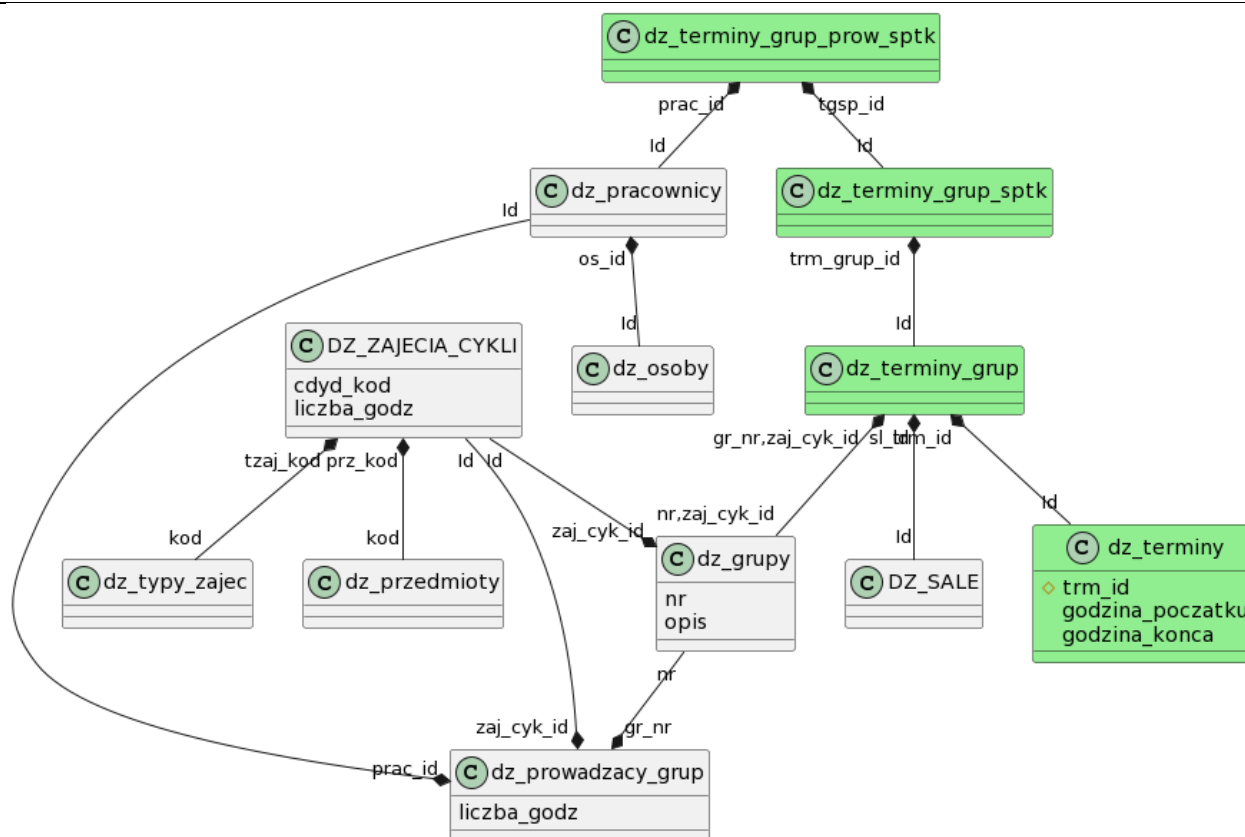 C dz_terminy_grup_prow_sptk
prac_id
tgsp_id
Id
Id
C dz_pracownicy
C dz_terminy_grup_sptk
Id
os_id
trm_grup_id
Id
Id
C DZ_ZAJECIA_CYKLI
cdyd_kod
liczba_godz
C dz_osoby
C dz_terminy_grup
tzaj_kod
prz_kod
Id
Id
gr_nr,zaj_cyk_id
sl_id
trm_id
kod
kod
zaj_cyk_id
nr,zaj_cyk_id
Id
Id
C dz_typy_zajec
C dz_przedmioty
C dz_grupy
nr
opis
C DZ_SALE
C dz_terminy
trm_id
godzina_poczatku
godzina_konca
nr
zaj_cyk_id
gr_nr
prac_id
C dz_prowadzacy_grup
liczba_godz